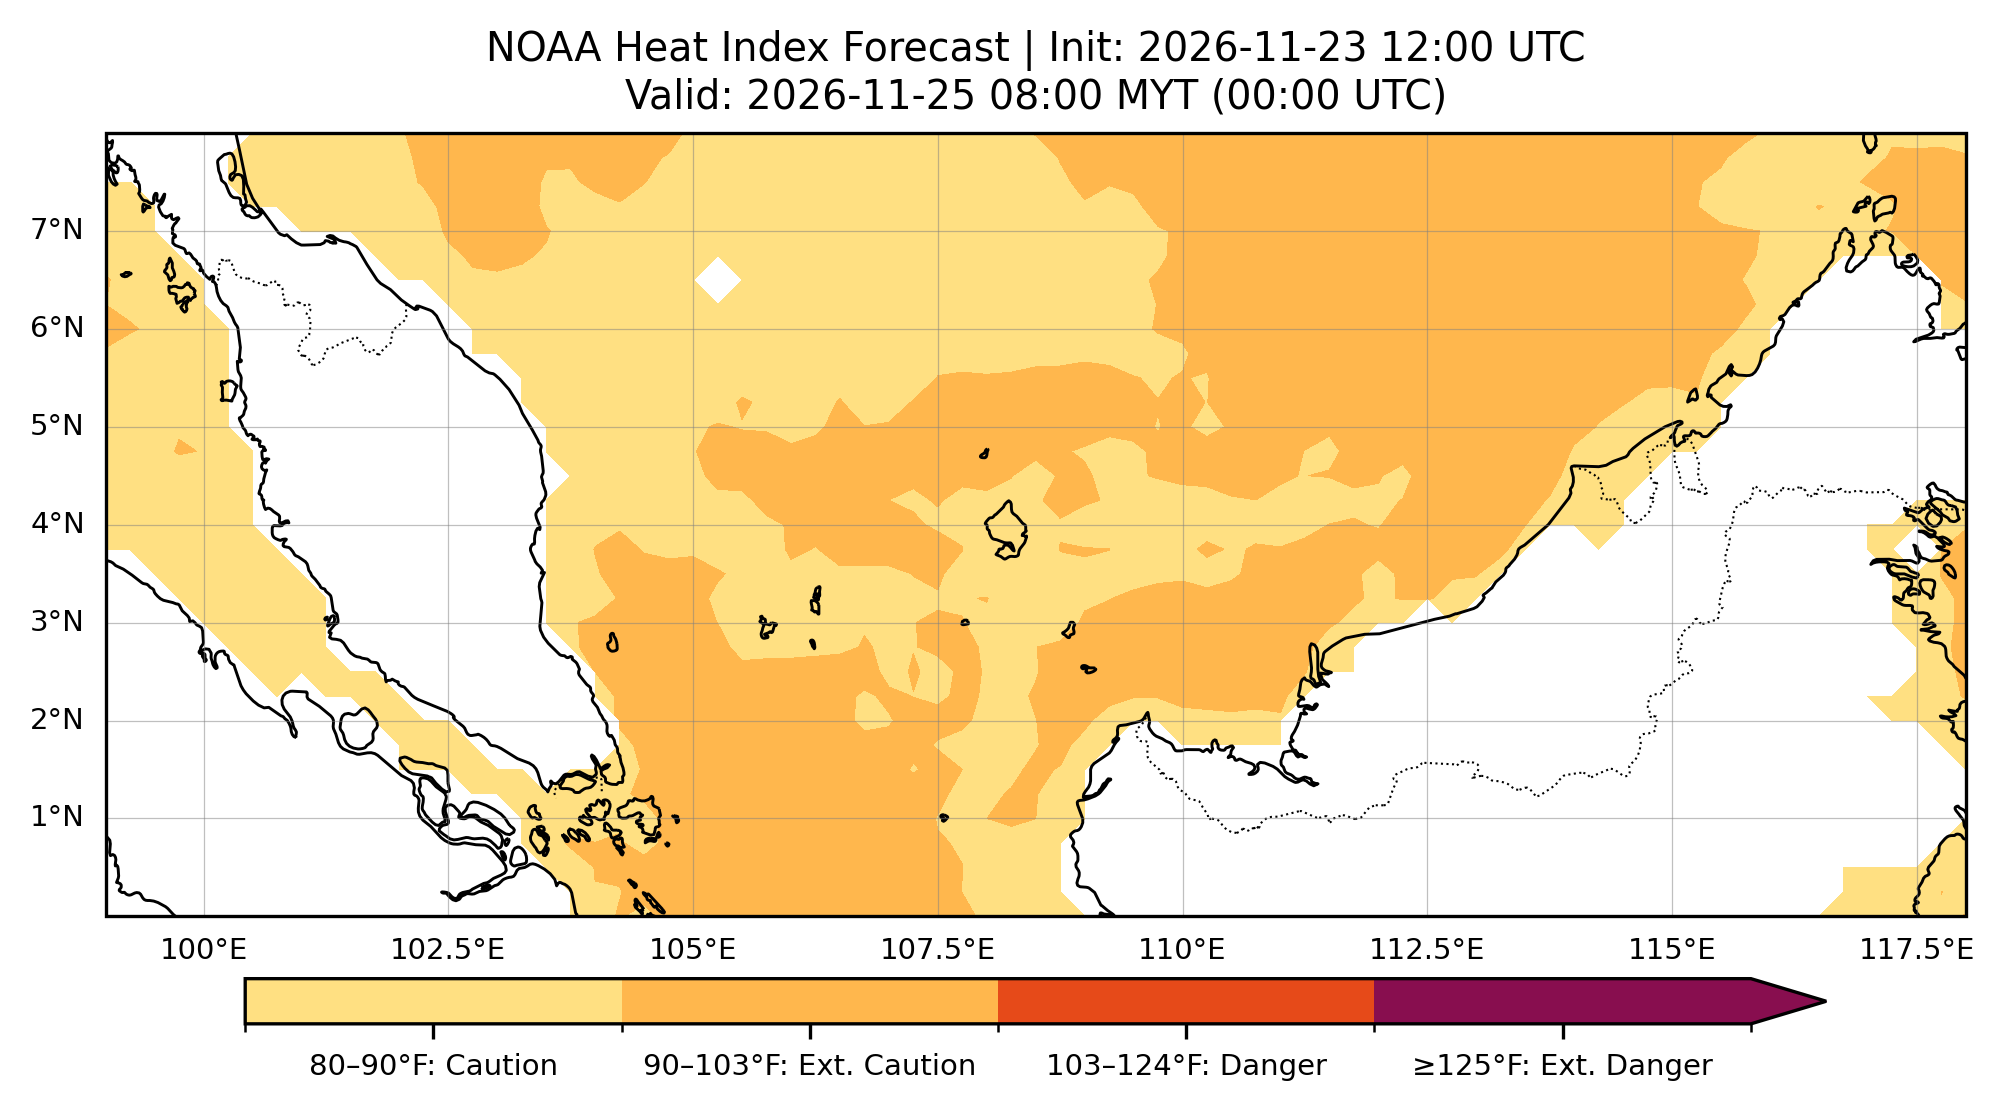 NOAA Heat Index Forecast | Init: 2026-11-23 12:00 UTC
Valid: 2026-11-25 08:00 MYT (00:00 UTC)
7°N
6°N
5°N
4°N
3°N
2°N
1°N
100°E 102.5°E 105°E 107.5°E 110°E 112.5°E 115°E 117.5°E
80–90°F: Caution 90–103°F: Ext. Caution 103–124°F: Danger ≥125°F: Ext. Danger